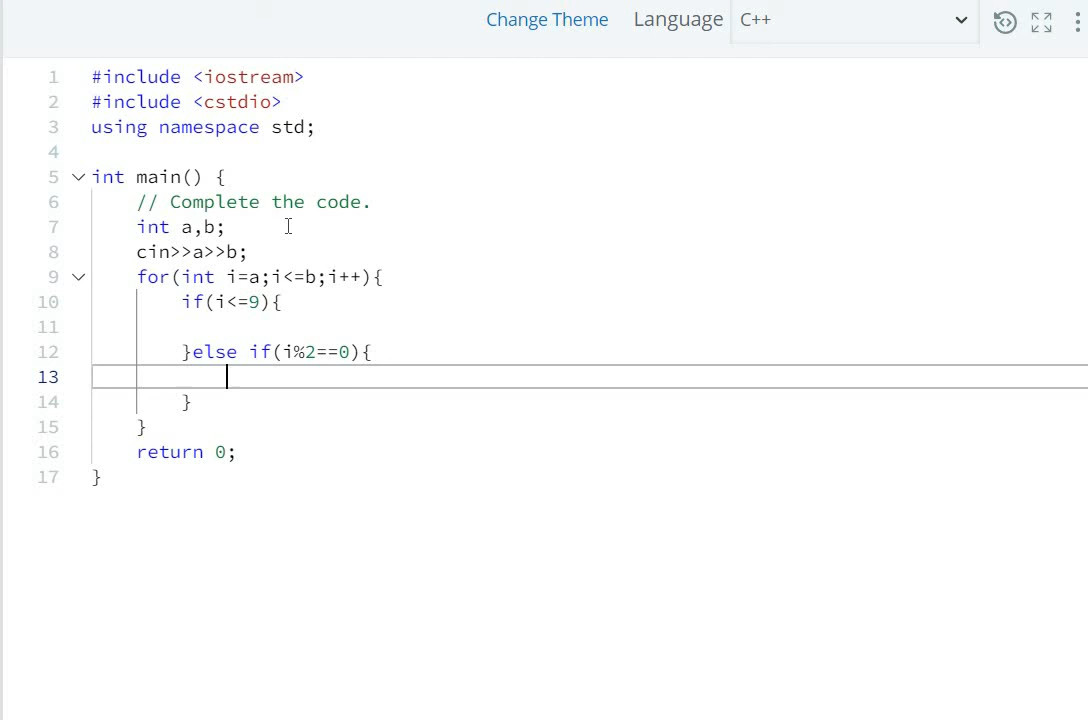 Change Theme Language C++
1 #include <iostream>
2 #include <cstdio>
3 using namespace std;
4
5 int main() {
6 // Complete the code.
7 int a,b;
8 cin>>a>>b;
9 for(int i=a;i<=b;i++){
10 if(i<=9){
11
12 }else if(i%2==0){
13
14 }
15 }
16 return 0;
17 }